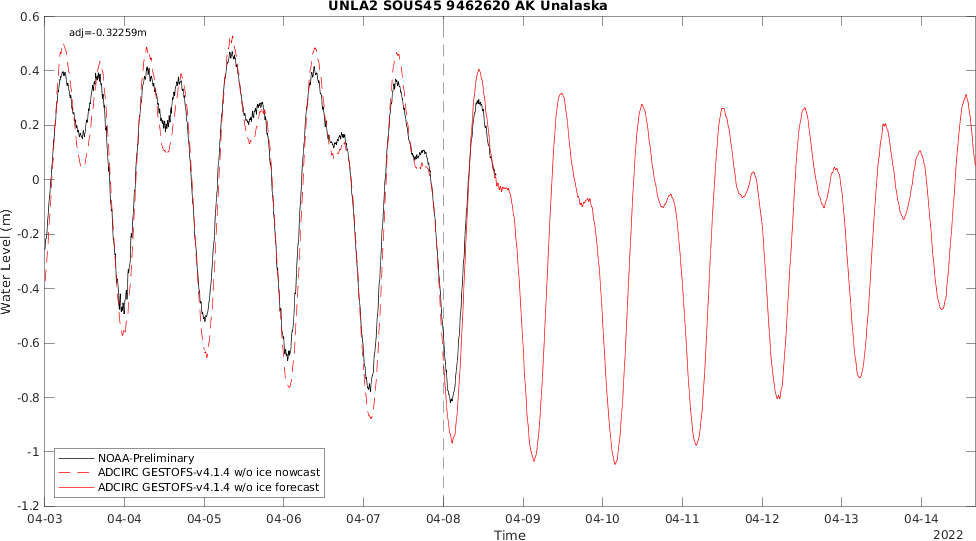 UNLA2 SOUS45 9462620 AK Unalaska
adj=-0.32259m
0.6
0.4
0.2
0
-0.2
-0.4
-0.6
-0.8
-1
-1.2
Water Level (m)
NOAA-Preliminary
ADCIRC GESTOFS-v4.1.4 w/o ice nowcast
ADCIRC GESTOFS-v4.1.4 w/o ice forecast
04-03 04-04 04-05 04-06 04-07 04-08 04-09 04-10 04-11 04-12 04-13 04-14
Time
2022